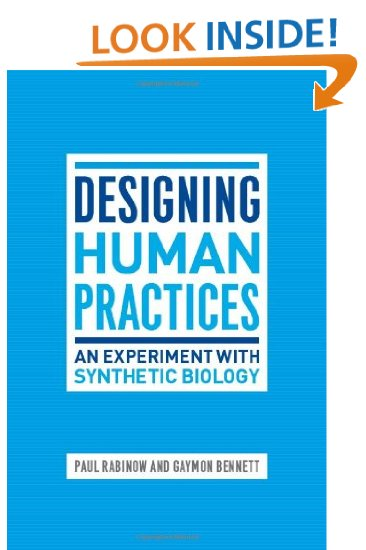 LOOK INSIDE!
DESIGNING
HUMAN
PRACTICES
AN EXPERIMENT WITH
SYNTHETIC BIOLOGY
PAUL RABINOW AND GAYMON BENNETT